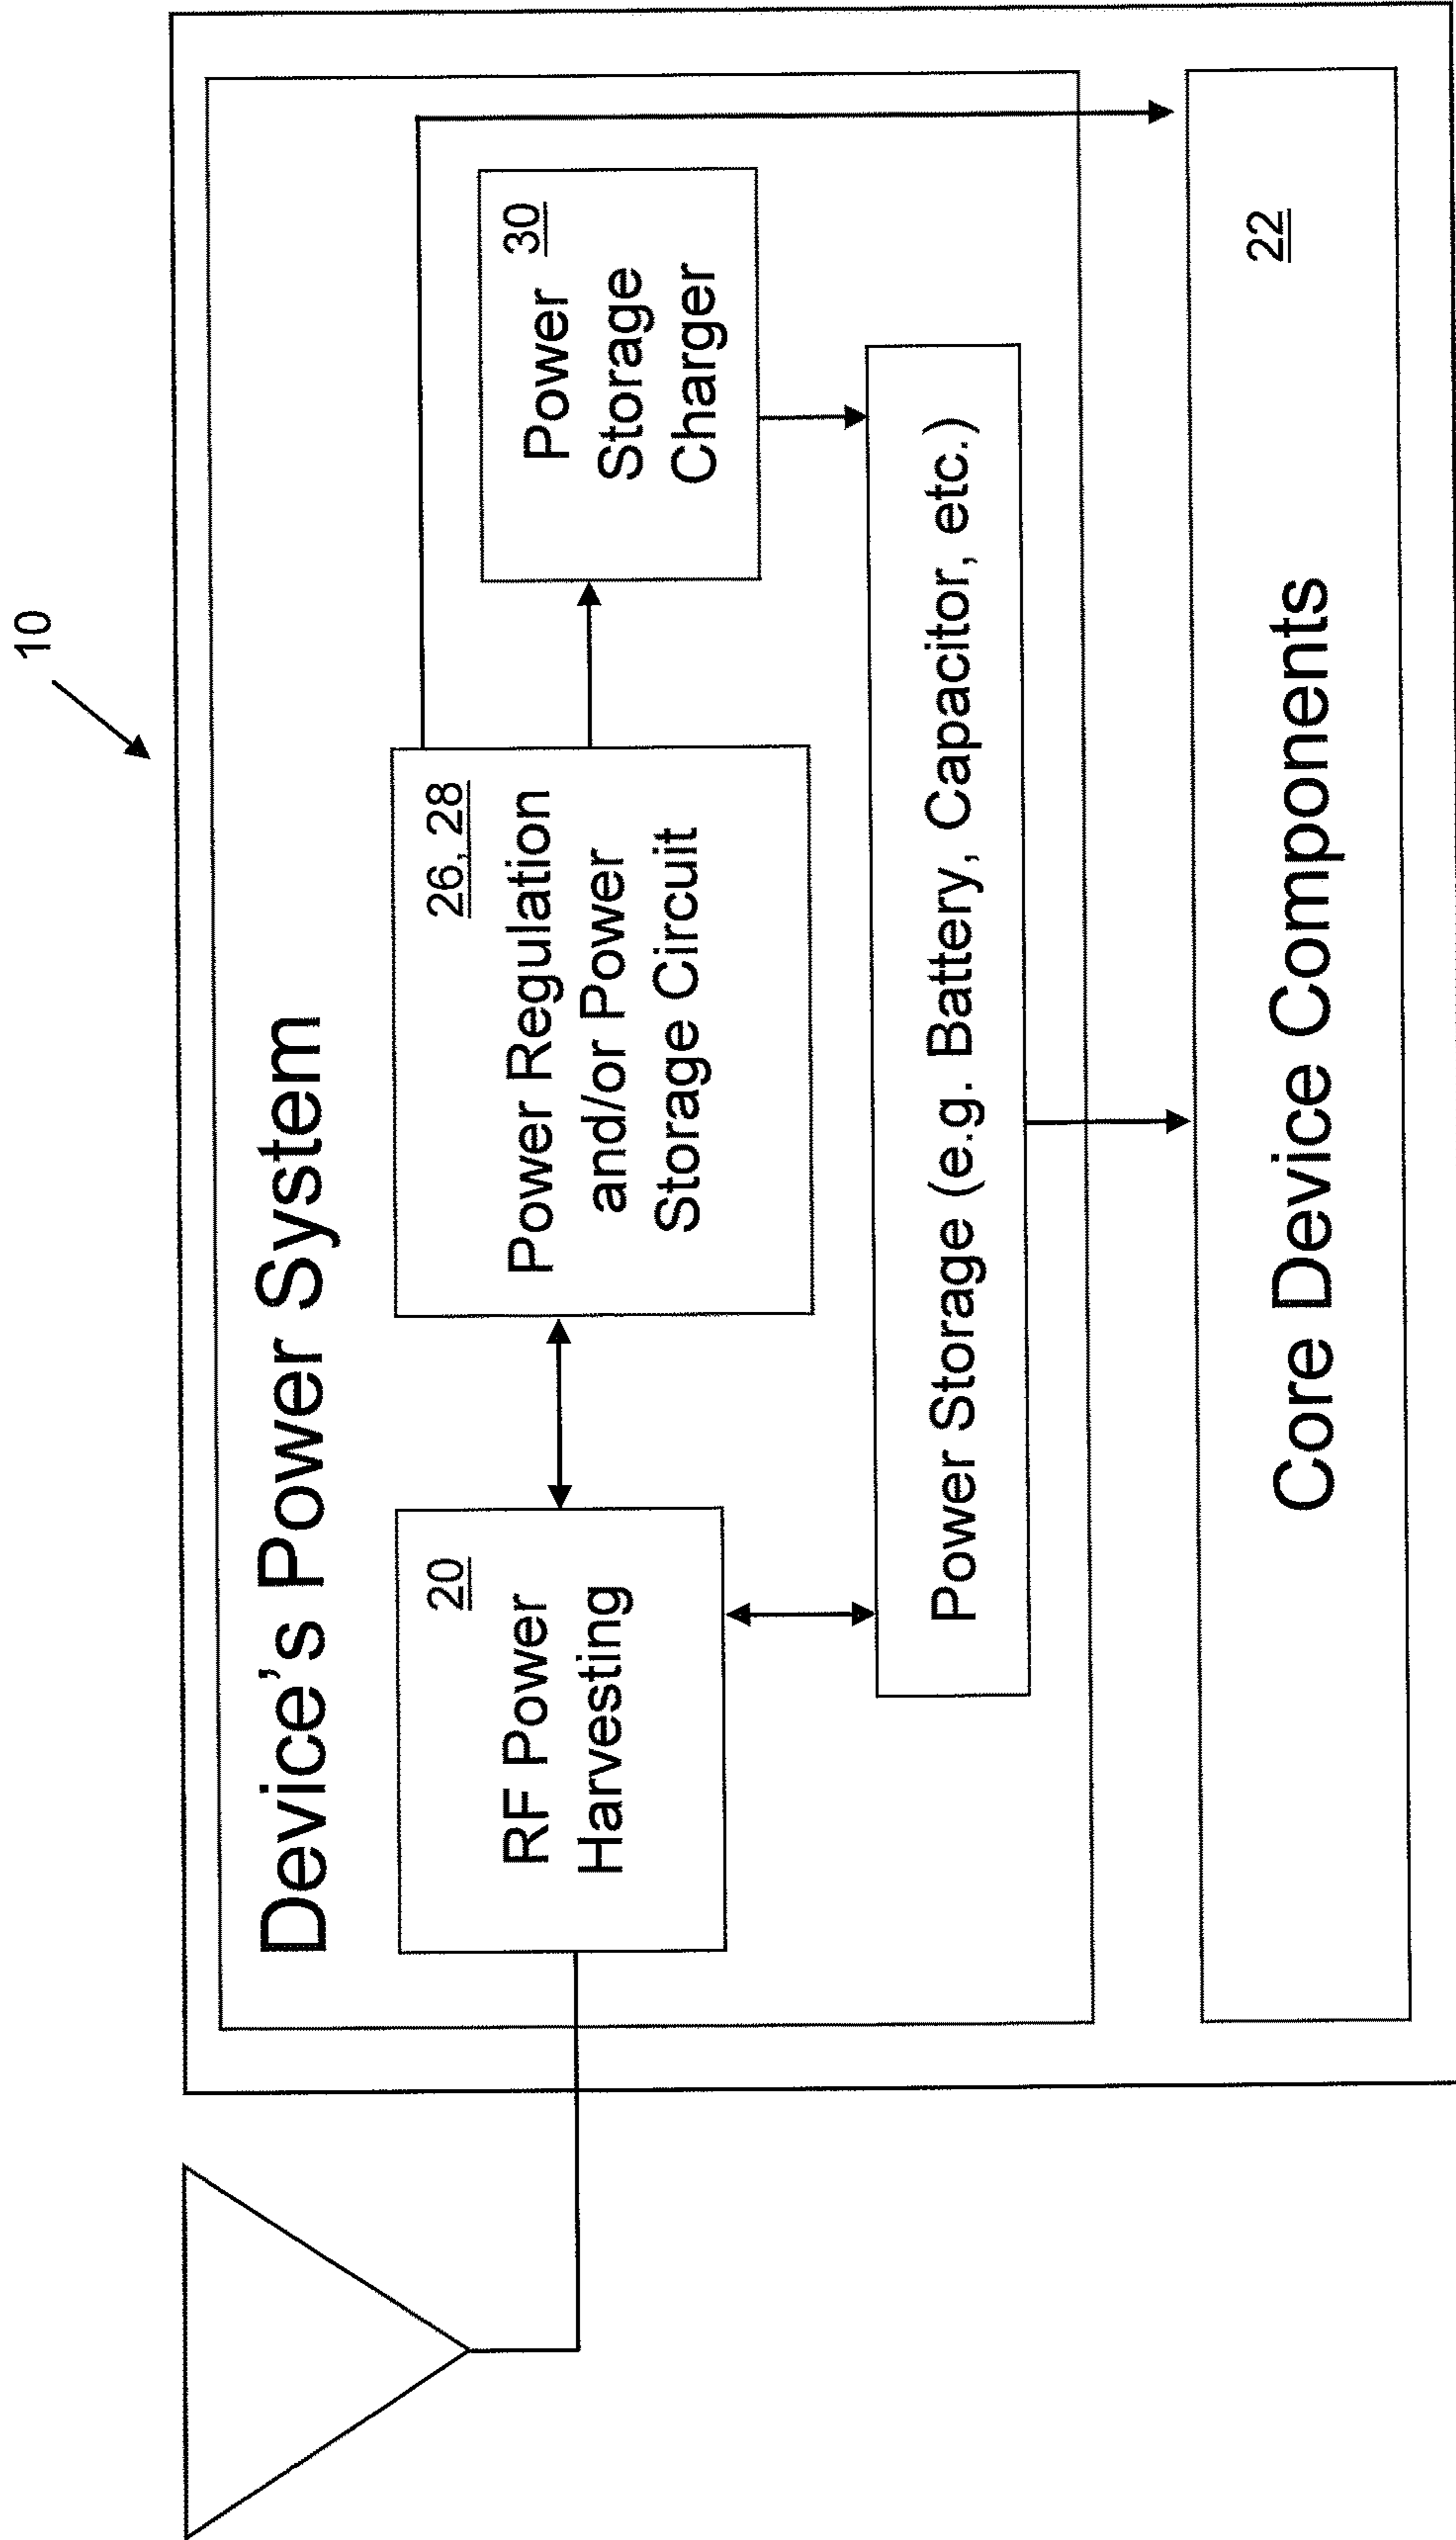 10
Device's Power System
20
RF Power
Harvesting
26, 28
Power Regulation
and/or Power
Storage Circuit
30
Power
Storage
Charger
Power Storage (e.g. Battery, Capacitor, etc.)
22
Core Device Components